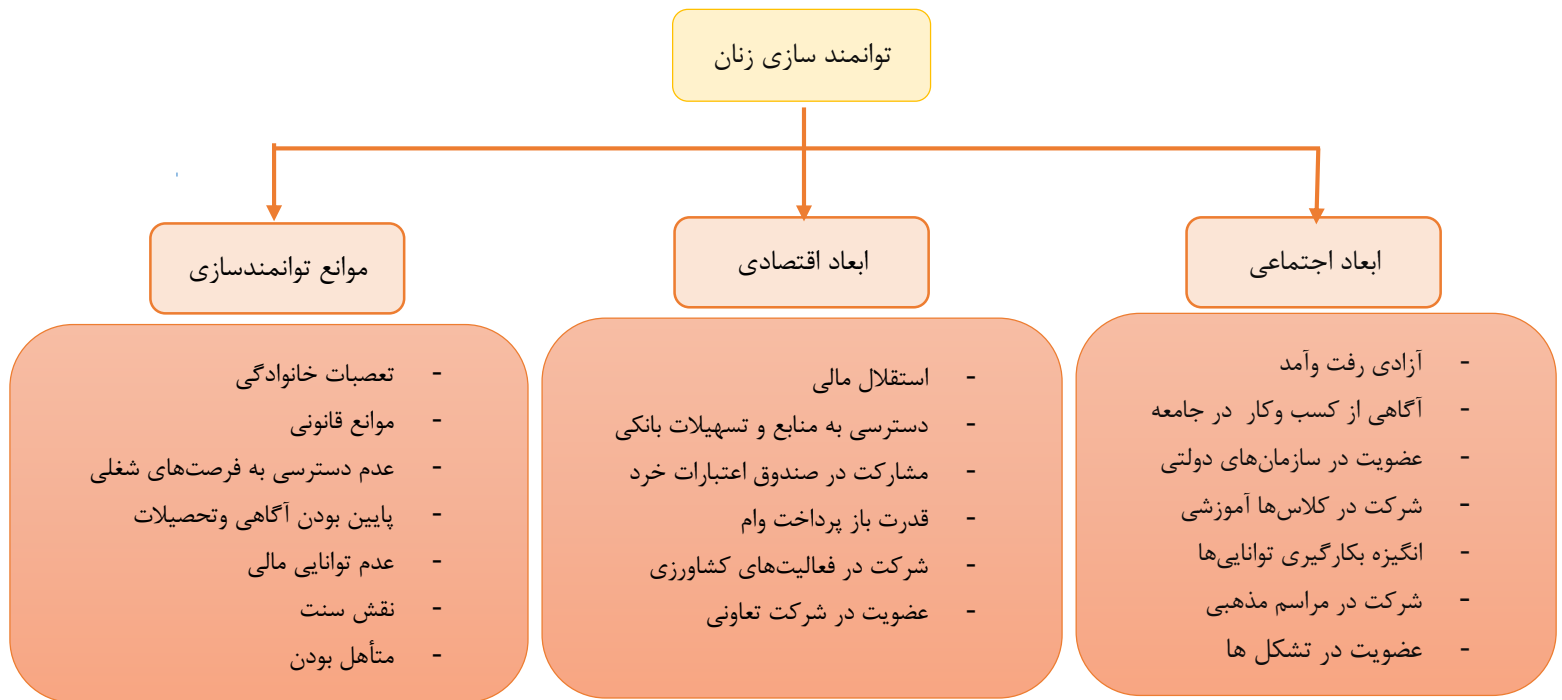 توانمند سازی زنان
ابعاد اجتماعی
- آزادی رفت وآمد
- آگاهی از کسب وکار در جامعه
- عضویت در سازمان‌های دولتی
- شرکت در کلاس‌ها آموزشی
- انگیزه بکارگیری توانایی‌ها
- شرکت در مراسم مذهبی
- عضویت در تشکل ها
ابعاد اقتصادی
- استقلال مالی
- دسترسی به منابع و تسهیلات بانکی
- مشارکت در صندوق اعتبارات خرد
- قدرت باز پرداخت وام
- شرکت در فعالیت‌های کشاورزی
- عضویت در شرکت تعاونی
موانع توانمندسازی
- تعصبات خانوادگی
- موانع قانونی
- عدم دسترسی به فرصت‌های شغلی
- پایین بودن آگاهی وتحصیلات
- عدم توانایی مالی
- نقش سنت
- متأهل بودن